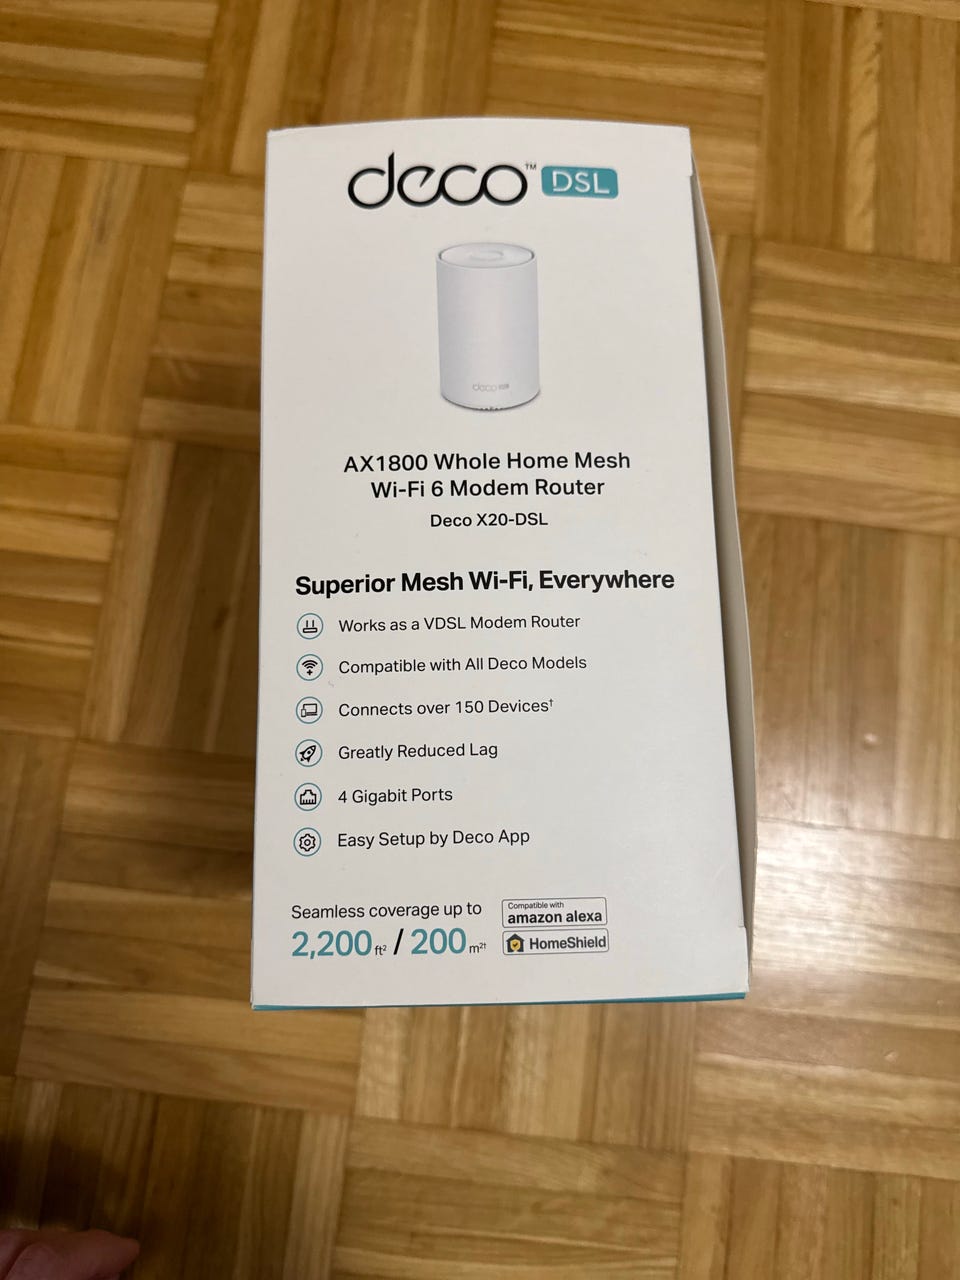 deco™ DSL
deco
AX1800 Whole Home Mesh
Wi-Fi 6 Modem Router
Deco X20-DSL
Superior Mesh Wi-Fi, Everywhere
Works as a VDSL Modem Router
Compatible with All Deco Models
Connects over 150 Devices†
Greatly Reduced Lag
4 Gigabit Ports
Easy Setup by Deco App
Seamless coverage up to
2,200 ft² / 200 m²†
Compatible with
amazon alexa
HomeShield